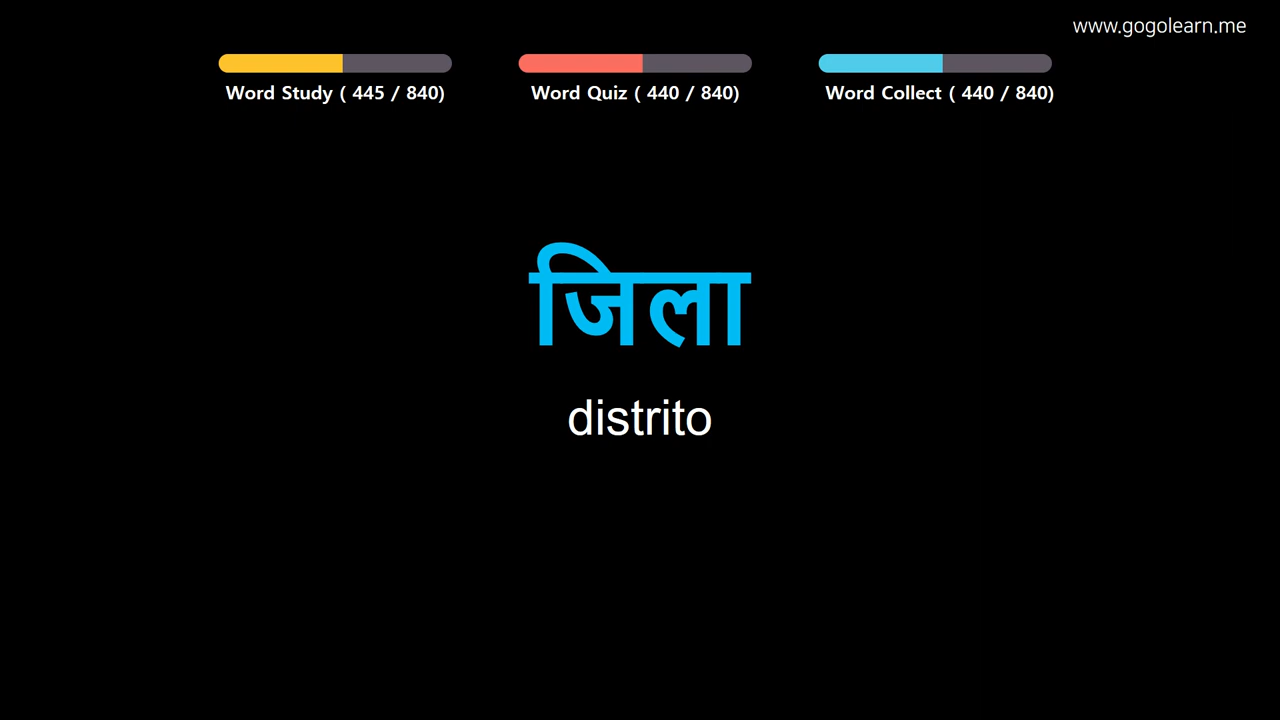 www.gogolearn.me
Word Study ( 445 / 840)
Word Quiz ( 440 / 840)
Word Collect ( 440 / 840)
जिला
distrito